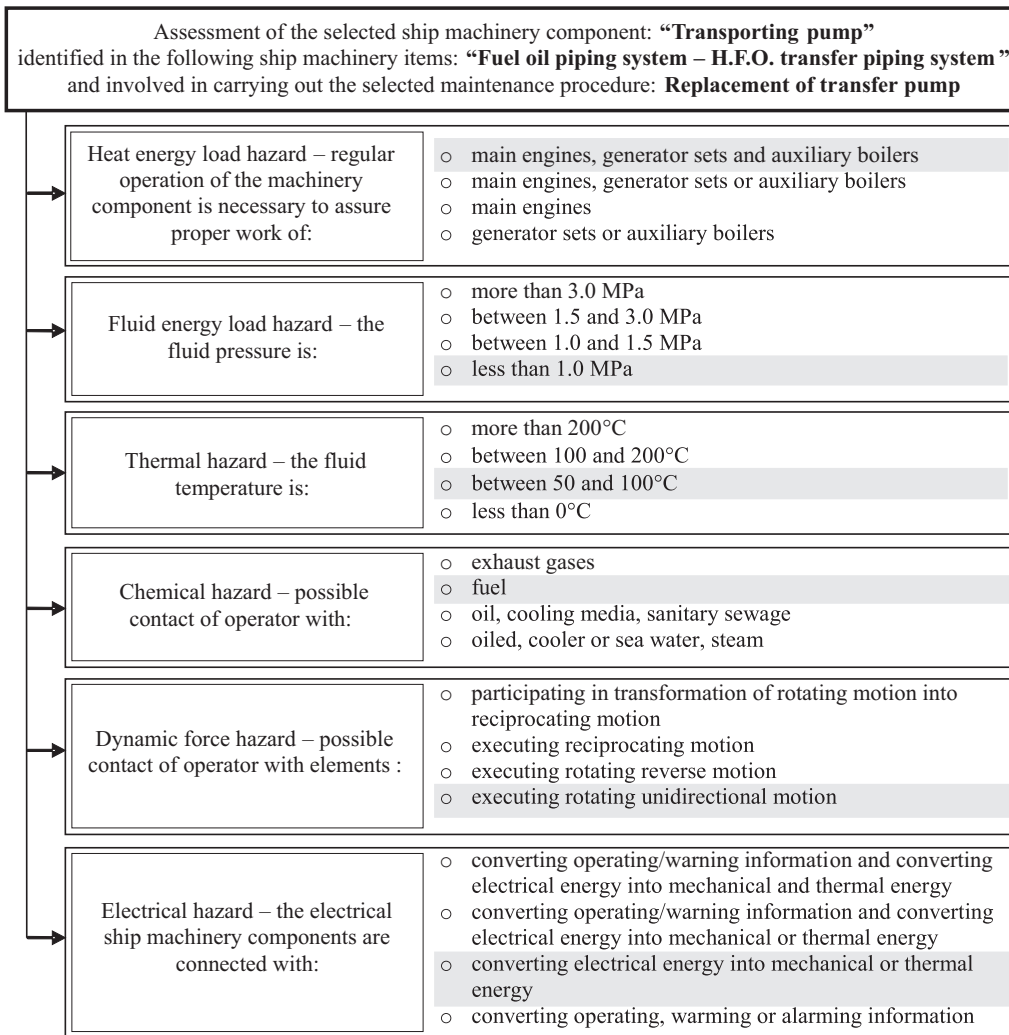 Assessment of the selected ship machinery component: “Transporting pump”
identified in the following ship machinery items: “Fuel oil piping system – H.F.O. transfer piping system ”
and involved in carrying out the selected maintenance procedure: Replacement of transfer pump
Heat energy load hazard – regular
operation of the machinery
component is necessary to assure
proper work of:
○ main engines, generator sets and auxiliary boilers
○ main engines, generator sets or auxiliary boilers
○ main engines
○ generator sets or auxiliary boilers
Fluid energy load hazard – the
fluid pressure is:
○ more than 3.0 MPa
○ between 1.5 and 3.0 MPa
○ between 1.0 and 1.5 MPa
○ less than 1.0 MPa
Thermal hazard – the fluid
temperature is:
○ more than 200°C
○ between 100 and 200°C
○ between 50 and 100°C
○ less than 0°C
Chemical hazard – possible
contact of operator with:
○ exhaust gases
○ fuel
○ oil, cooling media, sanitary sewage
○ oiled, cooler or sea water, steam
Dynamic force hazard – possible
contact of operator with elements :
○ participating in transformation of rotating motion into
reciprocating motion
○ executing reciprocating motion
○ executing rotating reverse motion
○ executing rotating unidirectional motion
Electrical hazard – the electrical
ship machinery components are
connected with:
○ converting operating/warning information and converting
electrical energy into mechanical and thermal energy
○ converting operating/warning information and converting
electrical energy into mechanical or thermal energy
○ converting electrical energy into mechanical or thermal
energy
○ converting operating, warming or alarming information